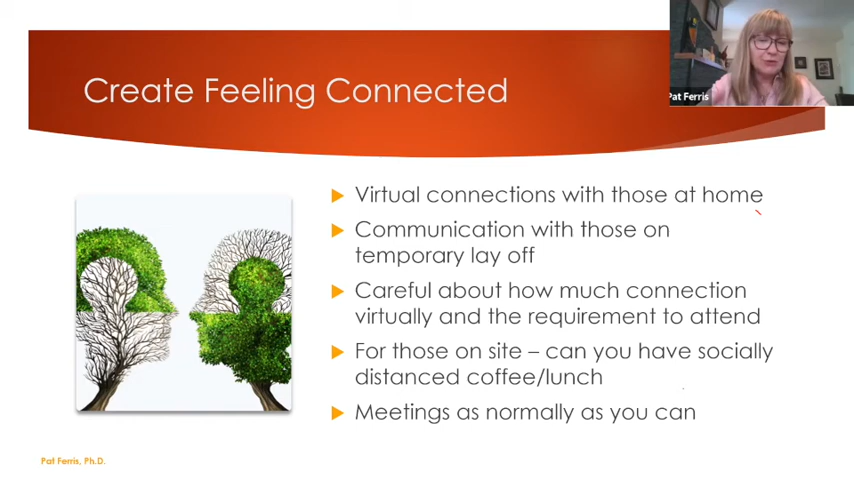 Create Feeling Connected
Pat Ferris
Virtual connections with those at home
Communication with those on
temporary lay off
Careful about how much connection
virtually and the requirement to attend
For those on site – can you have socially
distanced coffee/lunch
Meetings as normally as you can
Pat Ferris, Ph.D.